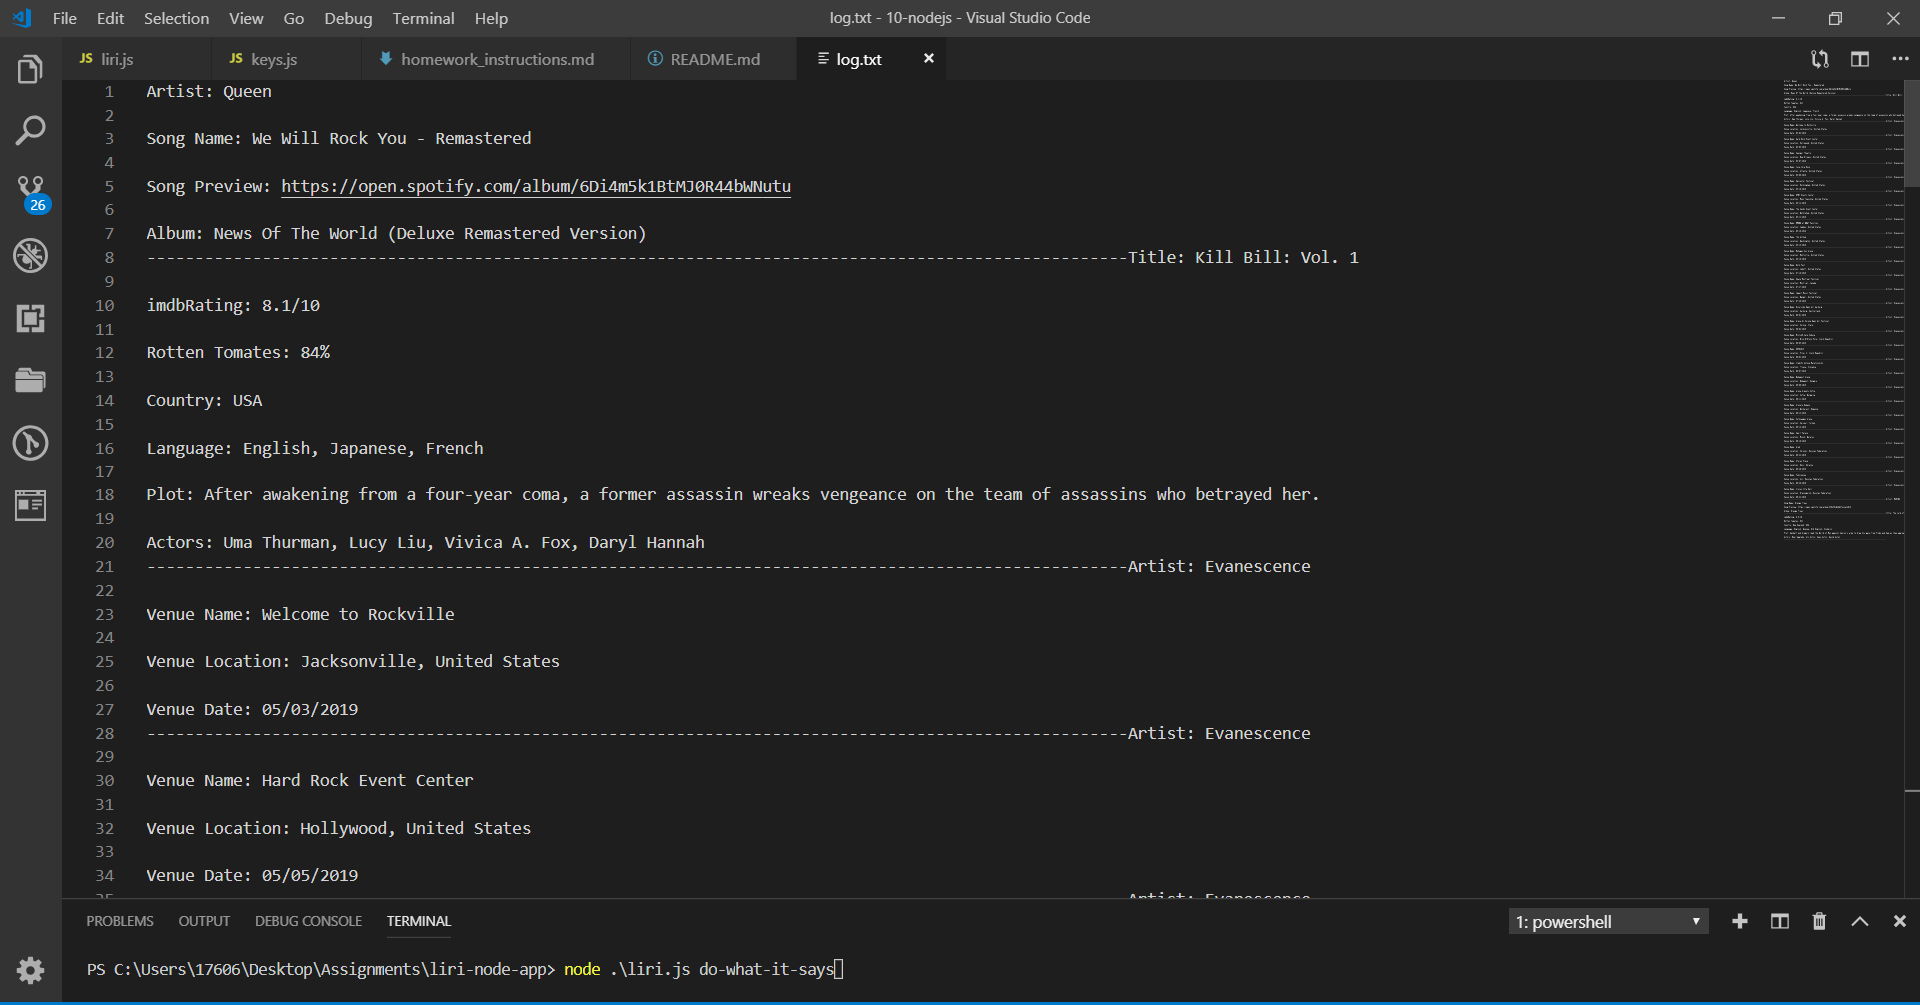 File Edit Selection View Go Debug Terminal Help
log.txt - 10-nodejs - Visual Studio Code
JS liri.js
JS keys.js
homework_instructions.md
README.md
log.txt
26
1 Artist: Queen
2
3 Song Name: We Will Rock You - Remastered
4
5 Song Preview: https://open.spotify.com/album/6Di4m5k1BtMJ0R44bWNutu
6
7 Album: News Of The World (Deluxe Remastered Version)
8 ------------------------------------------------------------------------------------------------------Title: Kill Bill: Vol. 1
9
10 imdbRating: 8.1/10
11
12 Rotten Tomates: 84%
13
14 Country: USA
15
16 Language: English, Japanese, French
17
18 Plot: After awakening from a four-year coma, a former assassin wreaks vengeance on the team of assassins who betrayed her.
19
20 Actors: Uma Thurman, Lucy Liu, Vivica A. Fox, Daryl Hannah
21 ------------------------------------------------------------------------------------------------------Artist: Evanescence
22
23 Venue Name: Welcome to Rockville
24
25 Venue Location: Jacksonville, United States
26
27 Venue Date: 05/03/2019
28 ------------------------------------------------------------------------------------------------------Artist: Evanescence
29
30 Venue Name: Hard Rock Event Center
31
32 Venue Location: Hollywood, United States
33
34 Venue Date: 05/05/2019
35 Artist: Evanescence
PROBLEMS OUTPUT DEBUG CONSOLE TERMINAL
1: powershell
PS C:\Users\17606\Desktop\Assignments\liri-node-app> node .\liri.js do-what-it-says